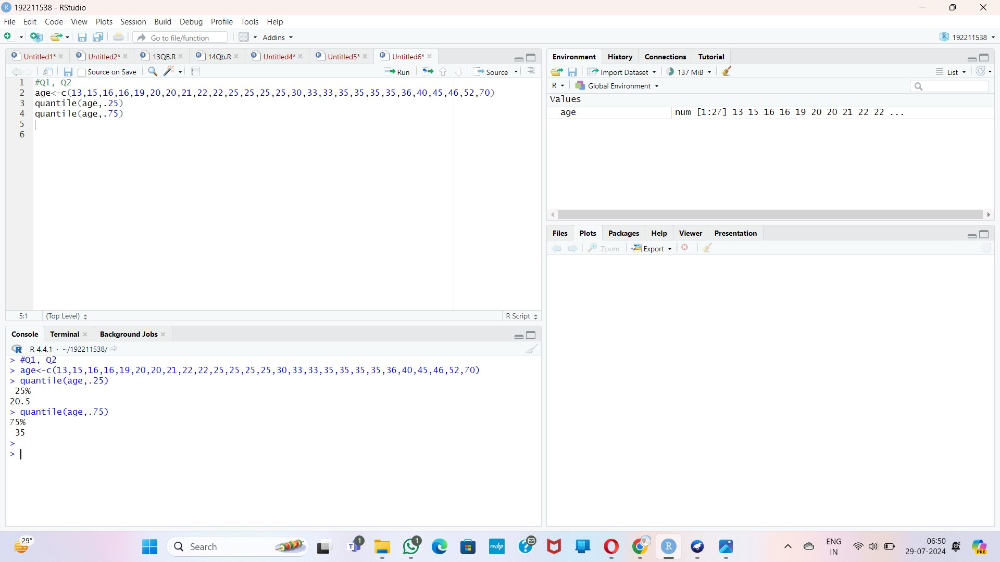 192211538 - RStudio
File Edit Code View Plots Session Build Debug Profile Tools Help
Go to file/function Addins 192211538
Untitled1* Untitled2* 13QB.R 14Qb.R Untitled4* Untitled5* Untitled6*
Source on Save Run Source
1 #Q1, Q2
2 age<-c(13,15,16,16,19,20,20,21,22,22,25,25,25,25,30,33,33,35,35,35,35,36,40,45,46,52,70)
3 quantile(age,.25)
4 quantile(age,.75)
5
6
5:1 (Top Level) R Script
Console Terminal Background Jobs
R 4.4.1 · ~/192211538/
> #Q1, Q2
> age<-c(13,15,16,16,19,20,20,21,22,22,25,25,25,25,30,33,33,35,35,35,35,36,40,45,46,52,70)
> quantile(age,.25)
25%
20.5
> quantile(age,.75)
75%
35
>
>
Environment History Connections Tutorial
Import Dataset 137 MiB List
R Global Environment
Values
age num [1:27] 13 15 16 16 19 20 20 21 22 22 ...
Files Plots Packages Help Viewer Presentation
Zoom Export
29°
Search
1
1
myhp
ENG
IN
06:50
29-07-2024
PRE